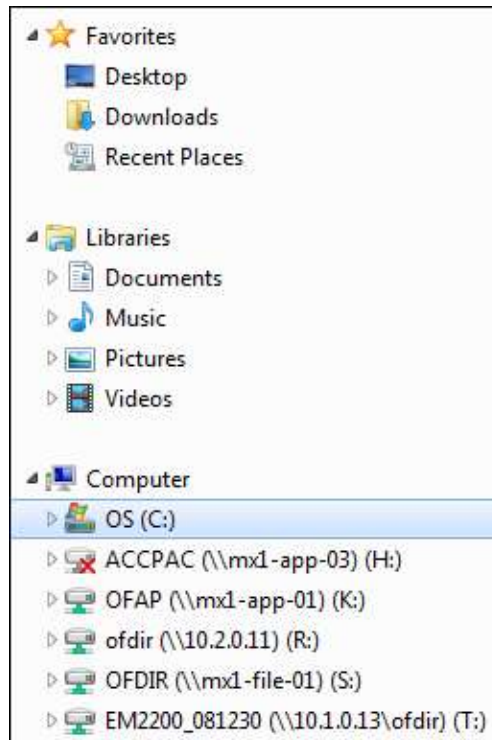 Favorites
Desktop
Downloads
Recent Places
Libraries
Documents
Music
Pictures
Videos
Computer
OS (C:)
ACCPAC (\\mx1-app-03) (H:)
OFAP (\\mx1-app-01) (K:)
ofdir (\\10.2.0.11) (R:)
OFDIR (\\mx1-file-01) (S:)
EM2200_081230 (\\10.1.0.13\ofdir) (T:)